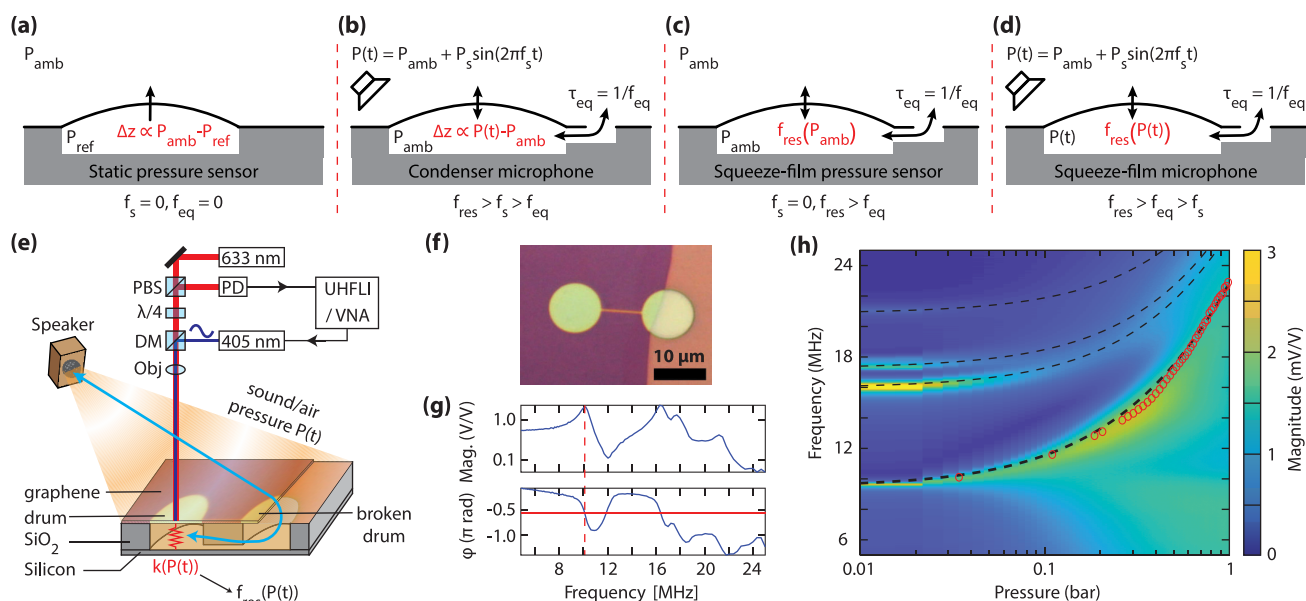 (a)
P_amb
P_ref
Δz ∝ P_amb-P_ref
Static pressure sensor
f_s = 0, f_eq = 0
(b)
P(t) = P_amb + P_s sin(2πf_s t)
τ_eq = 1/f_eq
P_amb
Δz ∝ P(t)-P_amb
Condenser microphone
f_res > f_s > f_eq
(c)
P_amb
τ_eq = 1/f_eq
P_amb
f_res(P_amb)
Squeeze-film pressure sensor
f_s = 0, f_res > f_eq
(d)
P(t) = P_amb + P_s sin(2πf_s t)
τ_eq = 1/f_eq
P(t)
f_res(P(t))
Squeeze-film microphone
f_res > f_eq > f_s
(e)
633 nm
PBS
PD
UHFLI
/ VNA
λ/4
DM
405 nm
Obj
Speaker
sound/air
pressure P(t)
graphene
drum
SiO₂
Silicon
broken
drum
k(P(t))
f_res(P(t))
(f)
10 μm
(g)
Mag. (V/V)
1.0
0.1
φ (π rad)
-0.5
-1.0
8 12 16 20 24
Frequency [MHz]
(h)
Frequency (MHz)
24
18
12
6
0.01 0.1 1
Pressure (bar)
3
2
1
0
Magnitude (mV/V)